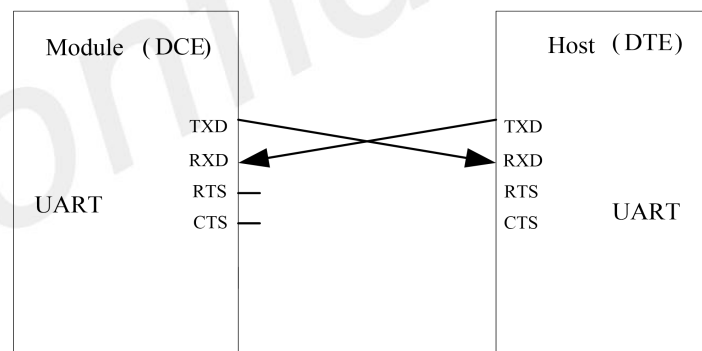 Module (DCE)
Host (DTE)
TXD
TXD
RXD
RXD
RTS
RTS
UART
UART
CTS
CTS